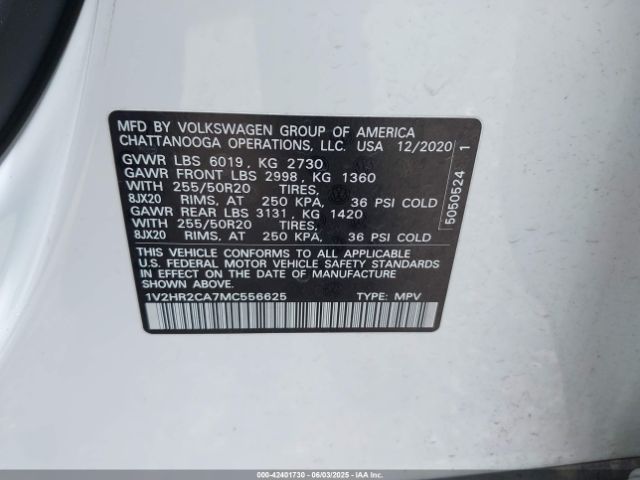 MFD BY VOLKSWAGEN GROUP OF AMERICA
CHATTANOOGA OPERATIONS, LLC. USA 12/2020
GVWR LBS 6019, KG 2730
GAWR FRONT LBS 2998, KG 1360
WITH 255/50R20 TIRES,
8JX20 RIMS, AT 250 KPA, 36 PSI COLD
GAWR REAR LBS 3131, KG 1420
WITH 255/50R20 TIRES,
8JX20 RIMS, AT 250 KPA, 36 PSI COLD
THIS VEHICLE CONFORMS TO ALL APPLICABLE
U.S. FEDERAL MOTOR VEHICLE SAFETY STANDARDS
IN EFFECT ON THE DATE OF MANUFACTURE
SHOWN ABOVE.
1V2HR2CA7MC556625 TYPE: MPV
5050524 1
000-42401730 - 06/03/2025 - IAAI.COM